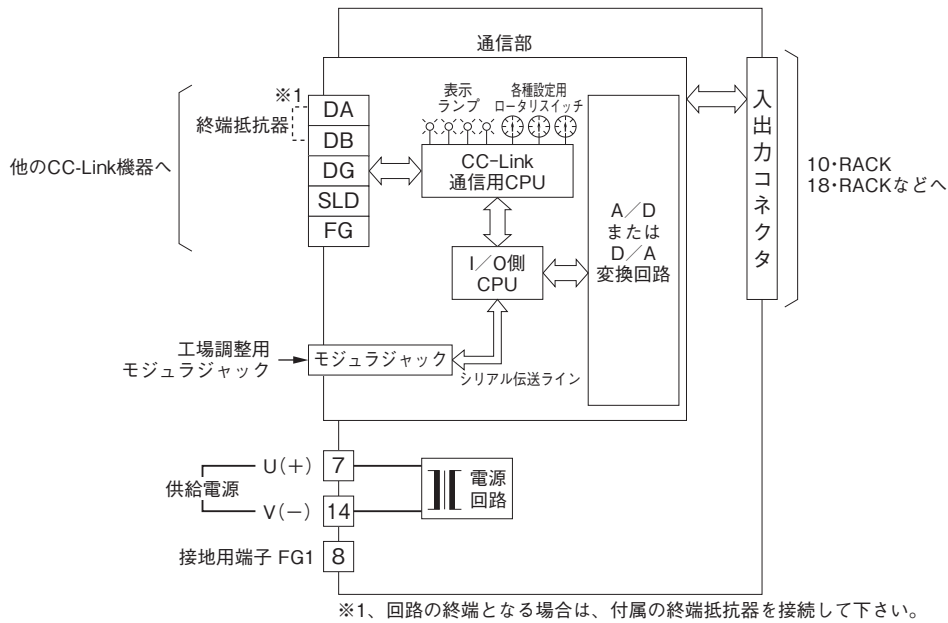 通信部
※1
終端抵抗器
DA
DB
DG
SLD
FG
他のCC-Link機器へ
表示
ランプ
各種設定用
ロータリスイッチ
CC-Link
通信用CPU
I/O側
CPU
A/D
または
D/A
変換回路
入出力コネクタ
10・RACK
18・RACKなどへ
工場調整用
モジュラジャック
モジュラジャック
シリアル伝送ライン
供給電源
U(+)
7
V(−)
14
電源
回路
接地用端子 FG1
8
※1、回路の終端となる場合は、付属の終端抵抗器を接続して下さい。